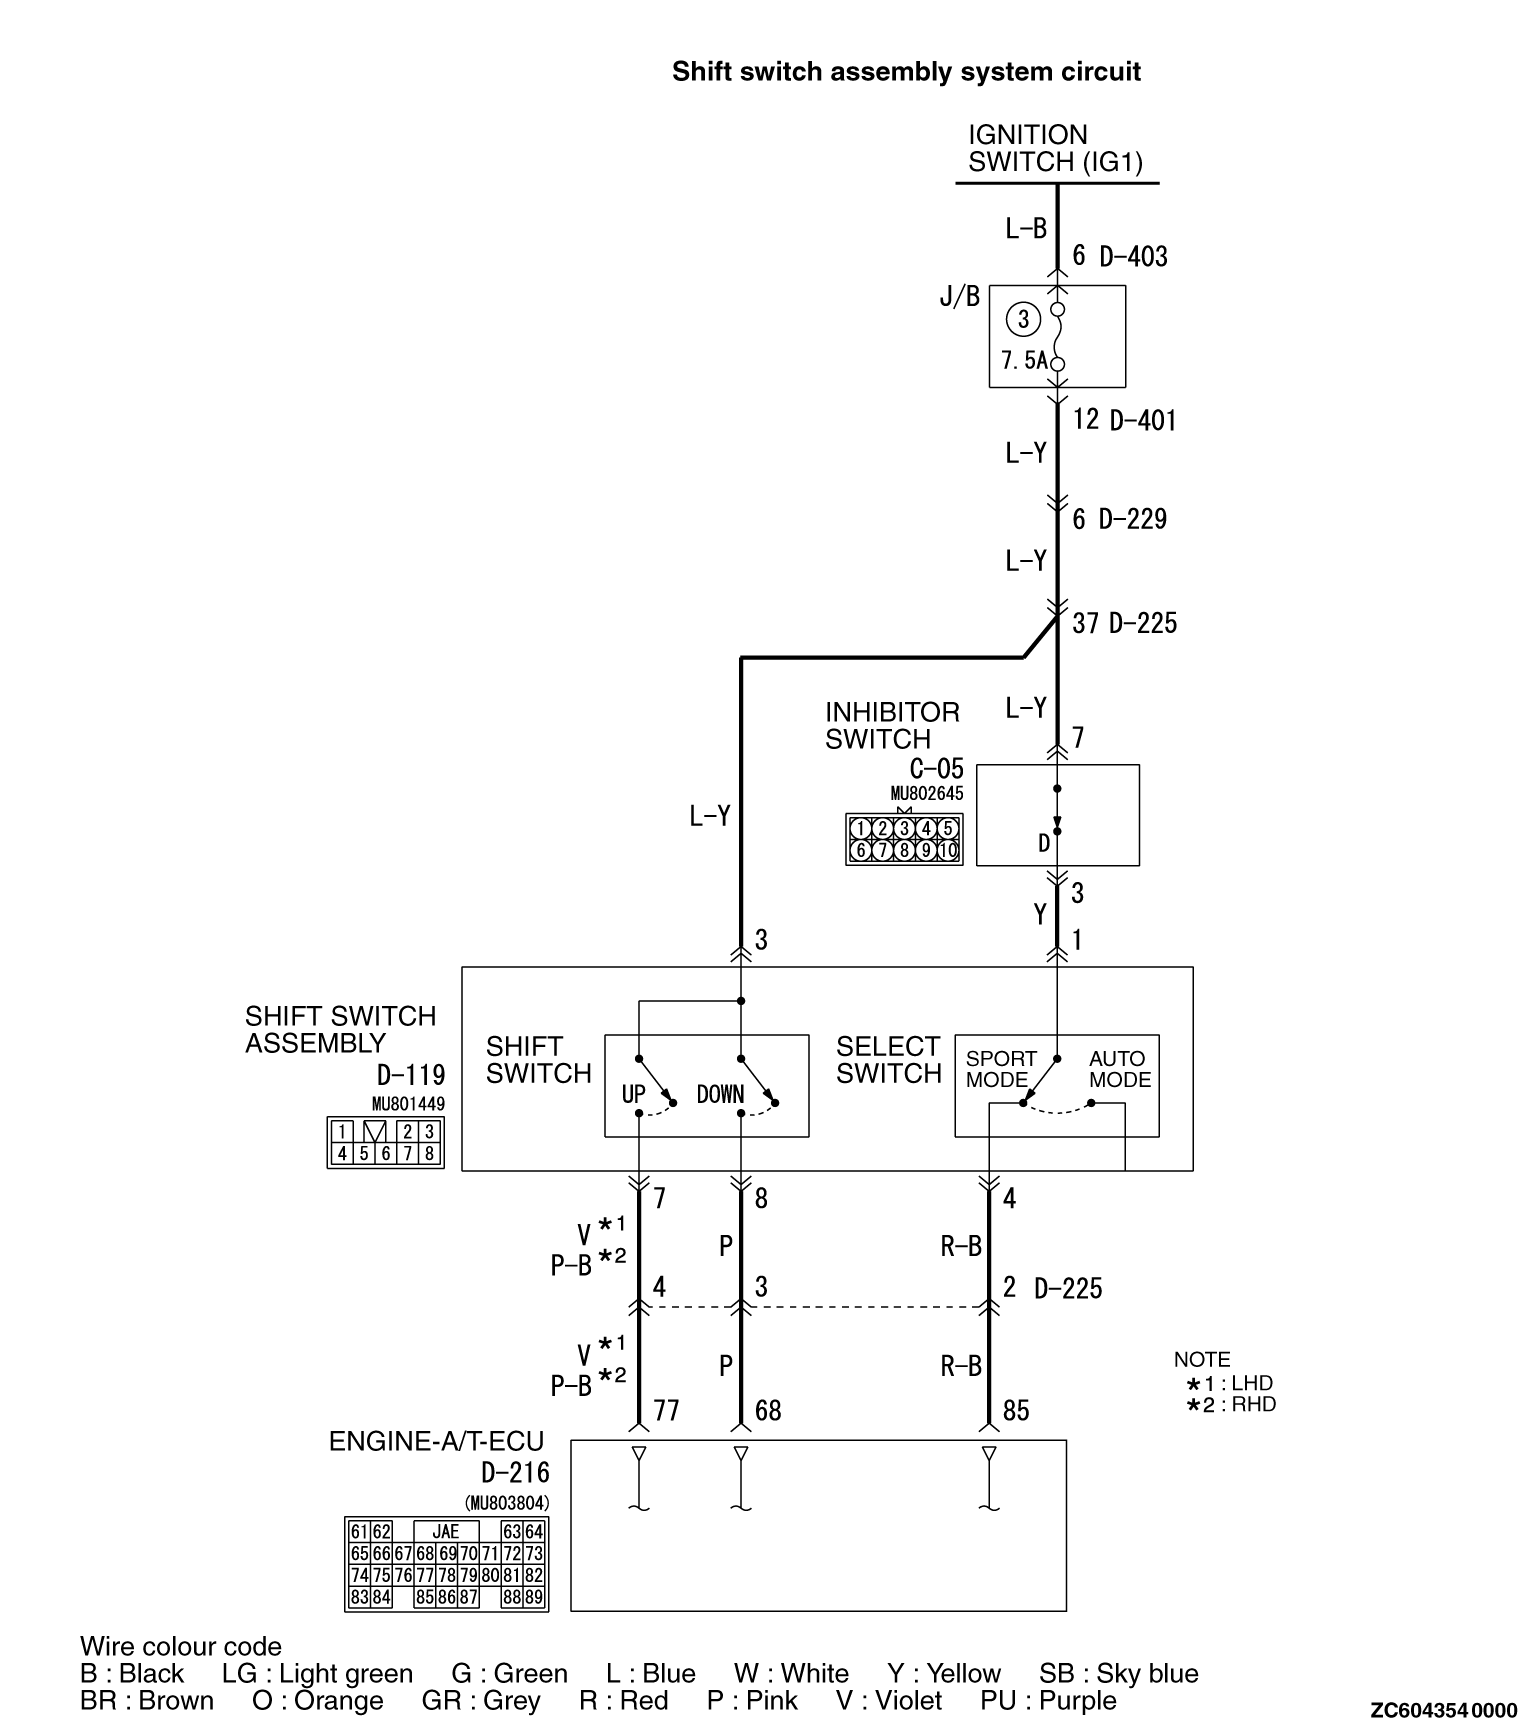 Shift switch assembly system circuit
IGNITION
SWITCH (IG1)
L-B
6 D-403
J/B
3
7.5A
12 D-401
L-Y
6 D-229
L-Y
37 D-225
INHIBITOR
SWITCH
L-Y
7
C-05
MU802645
1 2 3 4 5
6 7 8 9 10
D
L-Y
3
Y
3
1
SHIFT SWITCH
ASSEMBLY
D-119
MU801449
1 2 3
4 5 6 7 8
SHIFT
SWITCH
UP
DOWN
SELECT
SWITCH
SPORT
MODE
AUTO
MODE
7
8
4
V *1
P-B *2
P
R-B
4
3
2 D-225
V *1
P-B *2
P
R-B
NOTE
*1 : LHD
*2 : RHD
77
68
85
ENGINE-A/T-ECU
D-216
(MU803804)
61 62 JAE 63 64
65 66 67 68 69 70 71 72 73
74 75 76 77 78 79 80 81 82
83 84 85 86 87 88 89
Wire colour code
B : Black LG : Light green G : Green L : Blue W : White Y : Yellow SB : Sky blue
BR : Brown O : Orange GR : Grey R : Red P : Pink V : Violet PU : Purple
ZC6043540000